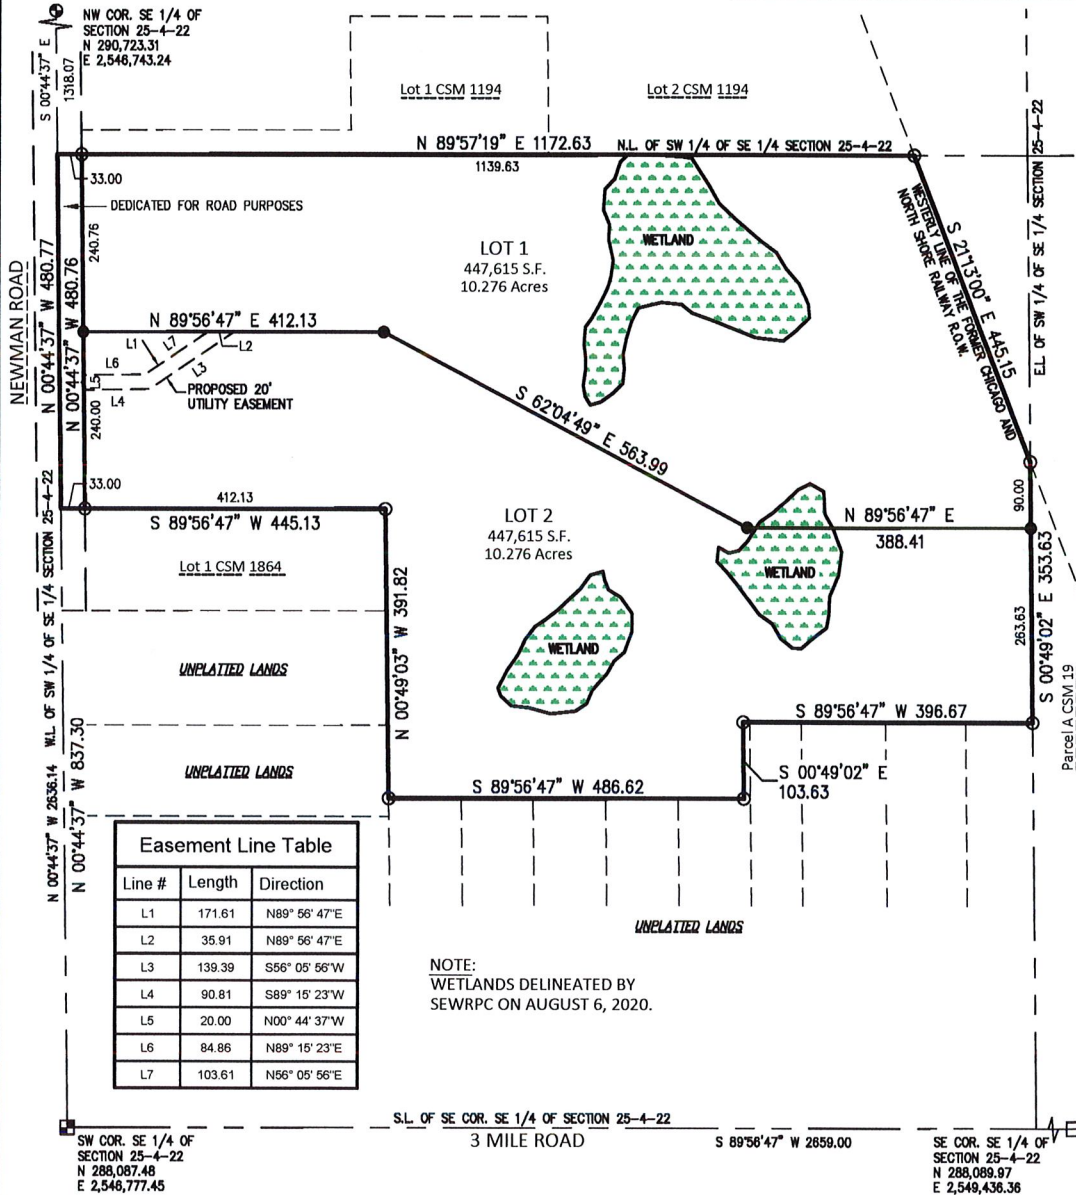 NW COR. SE 1/4 OF
SECTION 25-4-22
N 290,723.31
E 2,546,743.24
S 00°44'37" E
1318.07
Lot 1 CSM 1194
Lot 2 CSM 1194
N 89°57'19" E 1172.63
N.L. OF SW 1/4 OF SE 1/4 SECTION 25-4-22
1139.63
33.00
DEDICATED FOR ROAD PURPOSES
240.76
NEWMAN ROAD
N 00°44'37" W 480.77
N 00°44'37" W 480.76
LOT 1
447,615 S.F.
10.276 Acres
WETLAND
S 21°13'00" E 445.15
WESTERLY LINE OF THE FORMER CHICAGO AND
NORTH SHORE RAILWAY R.O.W.
E.L. OF SW 1/4 OF SE 1/4 SECTION 25-4-22
N 89°56'47" E 412.13
L1
L7
L2
L6
L3
L5
L4
PROPOSED 20'
UTILITY EASEMENT
240.00
S 62°04'49" E 563.99
33.00
412.13
S 89°56'47" W 445.13
90.00
LOT 2
447,615 S.F.
10.276 Acres
N 89°56'47" E
388.41
WETLAND
Lot 1 CSM 1864
N 00°49'03" W 391.82
WETLAND
263.63
S 00°49'02" E 353.63
Parcel A CSM 19
UNPLATTED LANDS
UNPLATTED LANDS
W.L. OF SW 1/4 OF SE 1/4 SECTION 25-4-22
N 00°44'37" W 2636.14
N 00°44'37" W 837.30
S 89°56'47" W 396.67
S 00°49'02" E
103.63
S 89°56'47" W 486.62
Easement Line Table
Line # Length Direction
L1 171.61 N89° 56' 47"E
L2 35.91 N89° 56' 47"E
L3 139.39 S56° 05' 56"W
L4 90.81 S89° 15' 23"W
L5 20.00 N00° 44' 37"W
L6 84.86 N89° 15' 23"E
L7 103.61 N56° 05' 56"E
UNPLATTED LANDS
NOTE:
WETLANDS DELINEATED BY
SEWRPC ON AUGUST 6, 2020.
S.L. OF SE COR. SE 1/4 OF SECTION 25-4-22
3 MILE ROAD
S 89°56'47" W 2659.00
SW COR. SE 1/4 OF
SECTION 25-4-22
N 288,087.48
E 2,546,777.45
SE COR. SE 1/4 OF
SECTION 25-4-22
N 288,089.97
E 2,549,436.36